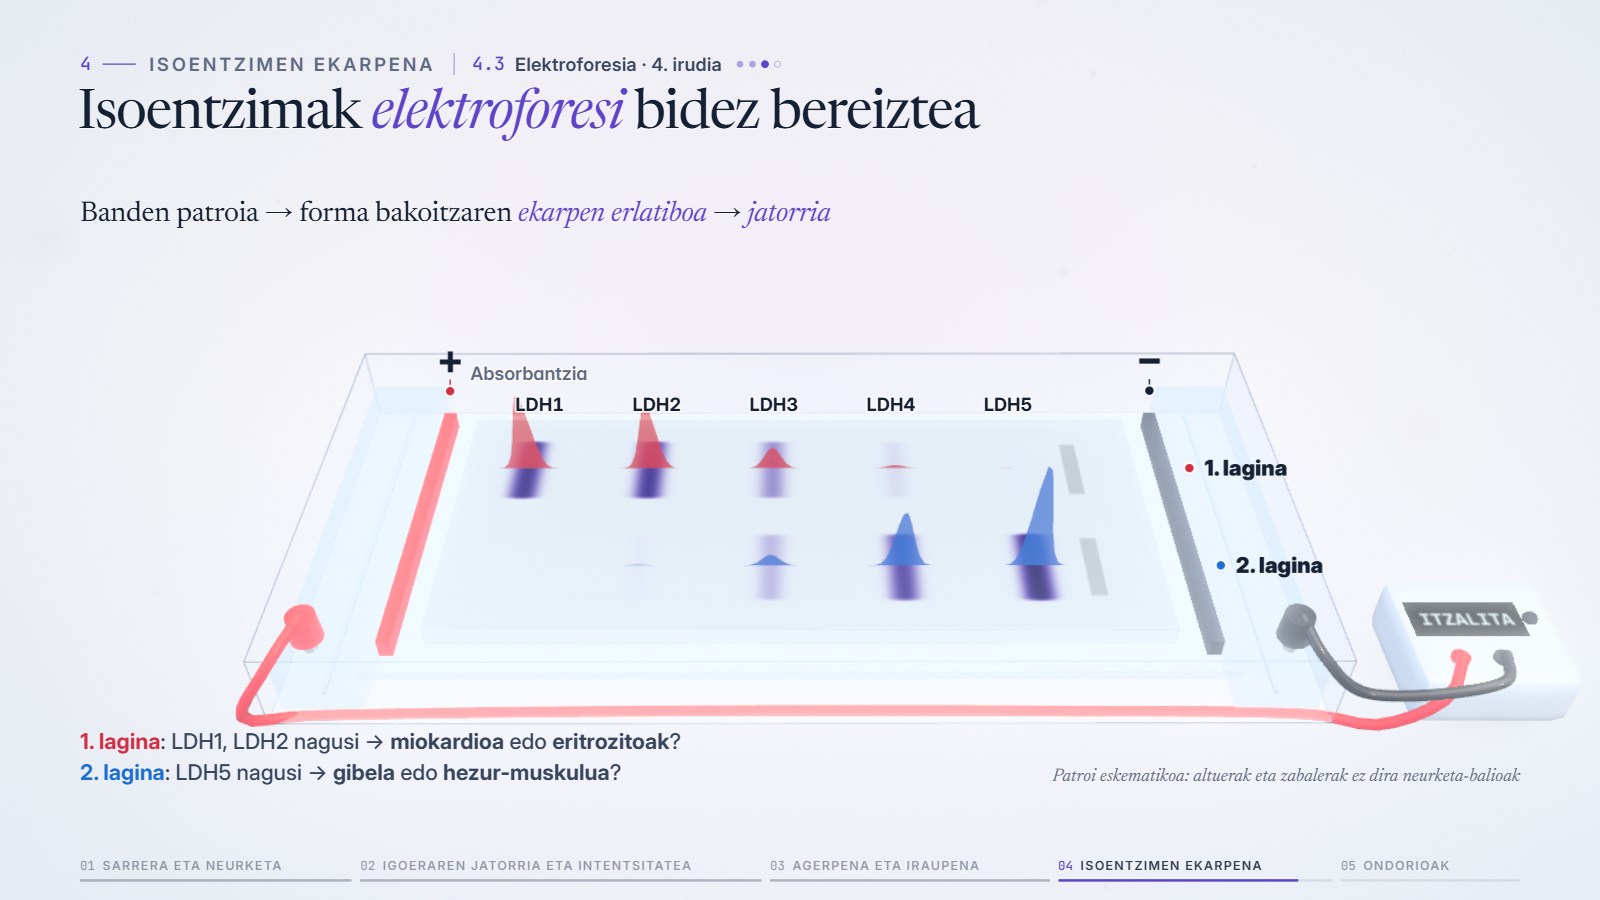 4 — ISOENTZIMEN EKARPENA | 4.3 Elektroforesia · 4. irudia
Isoentzimak elektroforesi bidez bereiztea
Banden patroia → forma bakoitzaren ekarpen erlatiboa → jatorria
+ −
Absorbantzia
LDH1 LDH2 LDH3 LDH4 LDH5
1. lagina
2. lagina
ITZALITA
1. lagina: LDH1, LDH2 nagusi → miokardioa edo eritrozitoak?
2. lagina: LDH5 nagusi → gibela edo hezur-muskulua?
Patroi eskematikoa: altuerak eta zabalerak ez dira neurketa-balioak
01 SARRERA ETA NEURKETA 02 IGOERAREN JATORRIA ETA INTENTSITATEA 03 AGERPENA ETA IRAUPENA 04 ISOENTZIMEN EKARPENA 05 ONDORIOAK